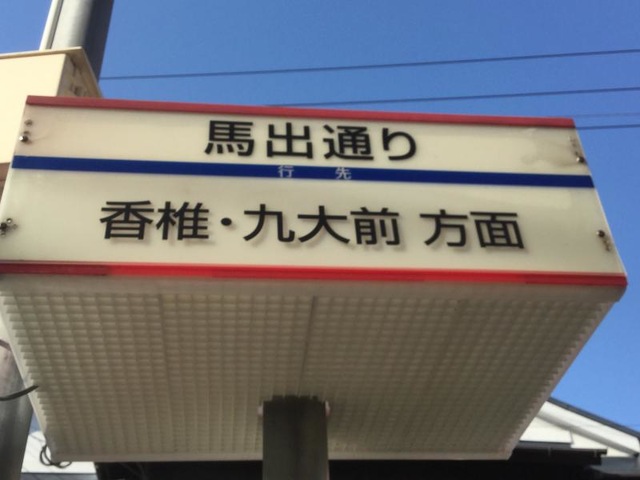 馬出通り
行先
香椎・九大前 方面